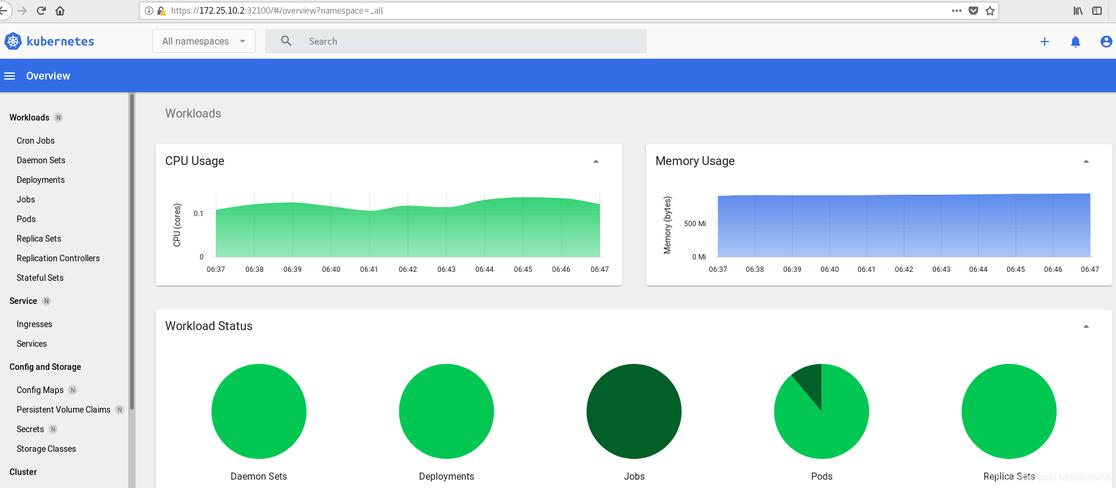 https://172.25.10.2:32100/#/overview?namespace=_all
kubernetes
All namespaces
Search
Overview
Workloads N
Cron Jobs
Daemon Sets
Deployments
Jobs
Pods
Replica Sets
Replication Controllers
Stateful Sets
Service N
Ingresses
Services
Config and Storage
Config Maps N
Persistent Volume Claims N
Secrets N
Storage Classes
Cluster
Workloads
CPU Usage
CPU (cores)
0.1
0
06:37 06:38 06:39 06:40 06:41 06:42 06:43 06:44 06:45 06:46 06:47
Memory Usage
Memory (bytes)
500 Mi
0 Mi
06:37 06:38 06:39 06:40 06:41 06:42 06:43 06:44 06:45 06:46 06:47
Workload Status
Daemon Sets
Deployments
Jobs
Pods
Replica Sets